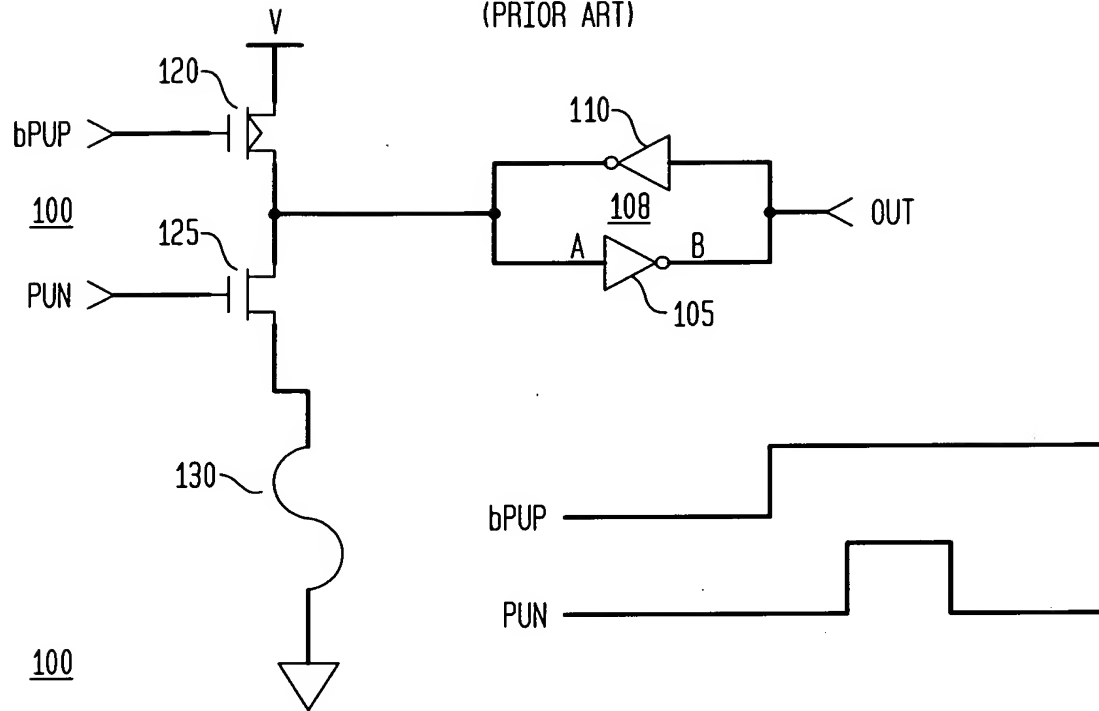 (PRIOR ART)
V
120
bPUP
110
100
108
OUT
125
A
B
PUN
105
130
bPUP
PUN
100